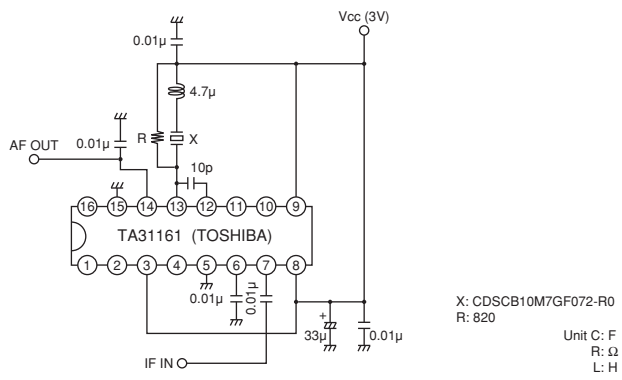 Vcc (3V)
0.01μ
4.7μ
R
X
AF OUT
0.01μ
10p
16 15 14 13 12 11 10 9
TA31161 (TOSHIBA)
1 2 3 4 5 6 7 8
0.01μ
0.01μ
+
33μ
0.01μ
IF IN
X: CDSCB10M7GF072-R0
R: 820
Unit C: F
R: Ω
L: H